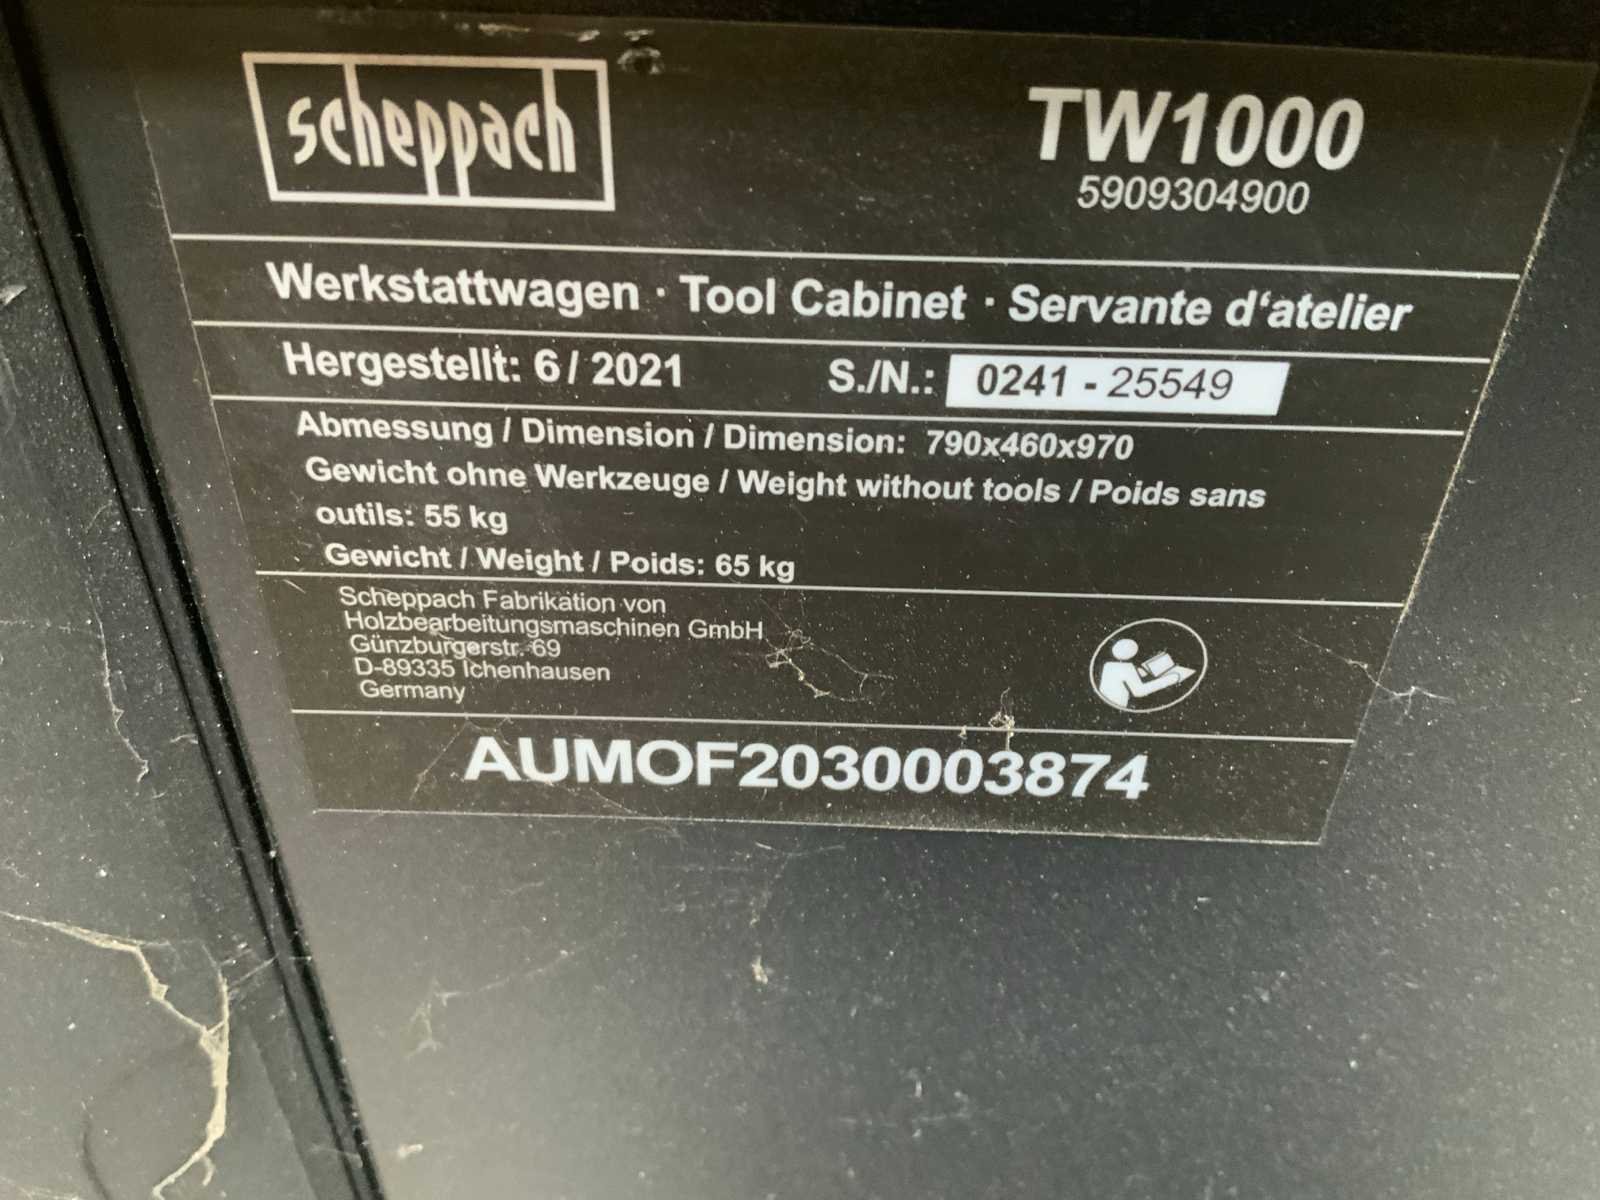 scheppach
TW1000
5909304900
Werkstattwagen · Tool Cabinet · Servante d‘atelier
Hergestellt: 6 / 2021 S./N.: 0241 - 25549
Abmessung / Dimension / Dimension: 790x460x970
Gewicht ohne Werkzeuge / Weight without tools / Poids sans
outils: 55 kg
Gewicht / Weight / Poids: 65 kg
Scheppach Fabrikation von
Holzbearbeitungsmaschinen GmbH
Günzburgerstr. 69
D-89335 Ichenhausen
Germany
AUMOF2030003874